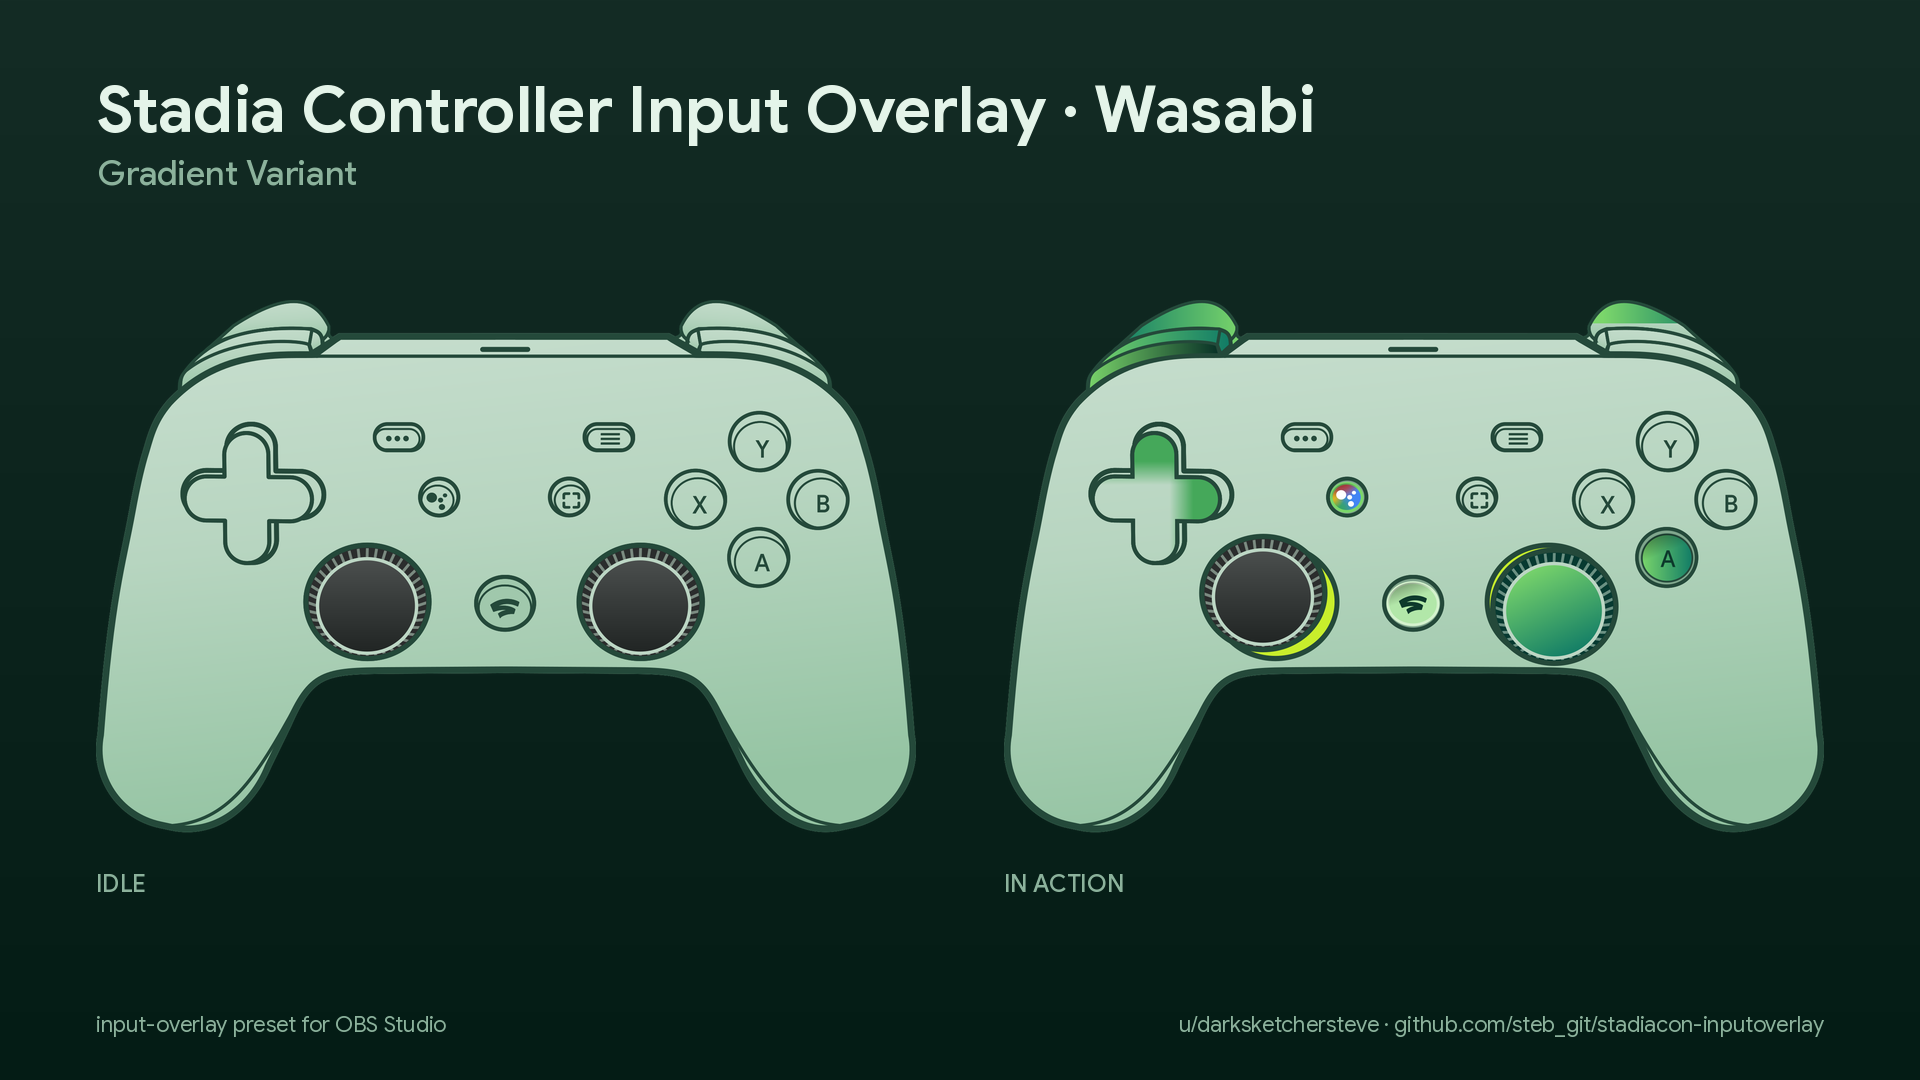 Stadia Controller Input Overlay · Wasabi
Gradient Variant
Y
X
B
A
Y
X
B
A
IDLE
IN ACTION
input-overlay preset for OBS Studio
u/darksketchersteve · github.com/steb_git/stadiacon-inputoverlay